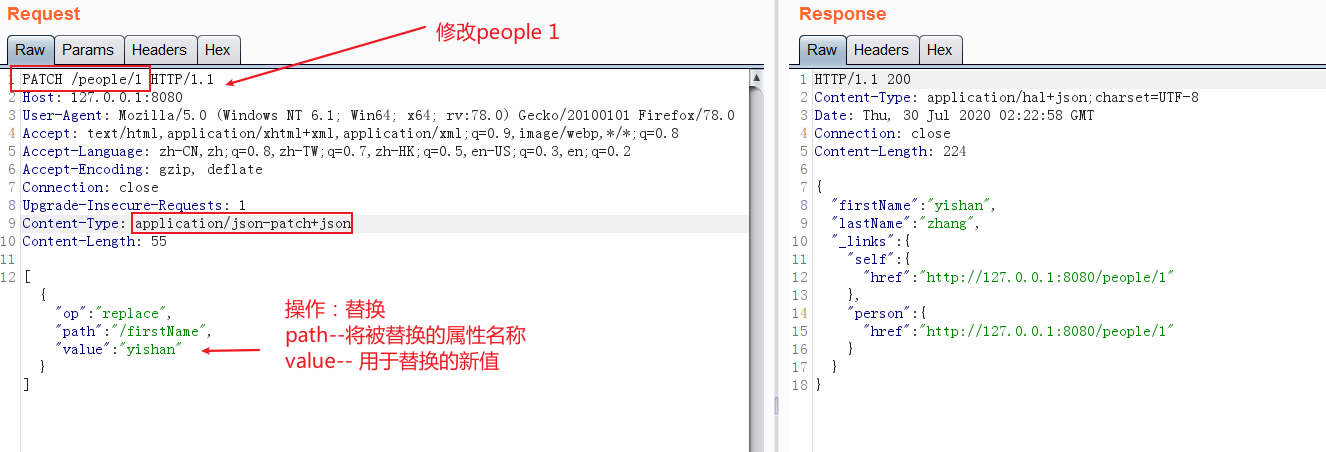 Request
修改people 1
Raw Params Headers Hex
1 PATCH /people/1 HTTP/1.1
2 Host: 127.0.0.1:8080
3 User-Agent: Mozilla/5.0 (Windows NT 6.1; Win64; x64; rv:78.0) Gecko/20100101 Firefox/78.0
4 Accept: text/html,application/xhtml+xml,application/xml;q=0.9,image/webp,*/*;q=0.8
5 Accept-Language: zh-CN,zh;q=0.8,zh-TW;q=0.7,zh-HK;q=0.5,en-US;q=0.3,en;q=0.2
6 Accept-Encoding: gzip, deflate
7 Connection: close
8 Upgrade-Insecure-Requests: 1
9 Content-Type: application/json-patch+json
10 Content-Length: 55
11
12 [
{
"op":"replace",
"path":"/firstName",
"value":"yishan"
}
]
操作：替换
path--将被替换的属性名称
value-- 用于替换的新值
Response
Raw Headers Hex
1 HTTP/1.1 200
2 Content-Type: application/hal+json;charset=UTF-8
3 Date: Thu, 30 Jul 2020 02:22:58 GMT
4 Connection: close
5 Content-Length: 224
6
7 {
8 "firstName":"yishan",
9 "lastName":"zhang",
10 "_links":{
11 "self":{
12 "href":"http://127.0.0.1:8080/people/1"
13 },
14 "person":{
15 "href":"http://127.0.0.1:8080/people/1"
16 }
17 }
18 }